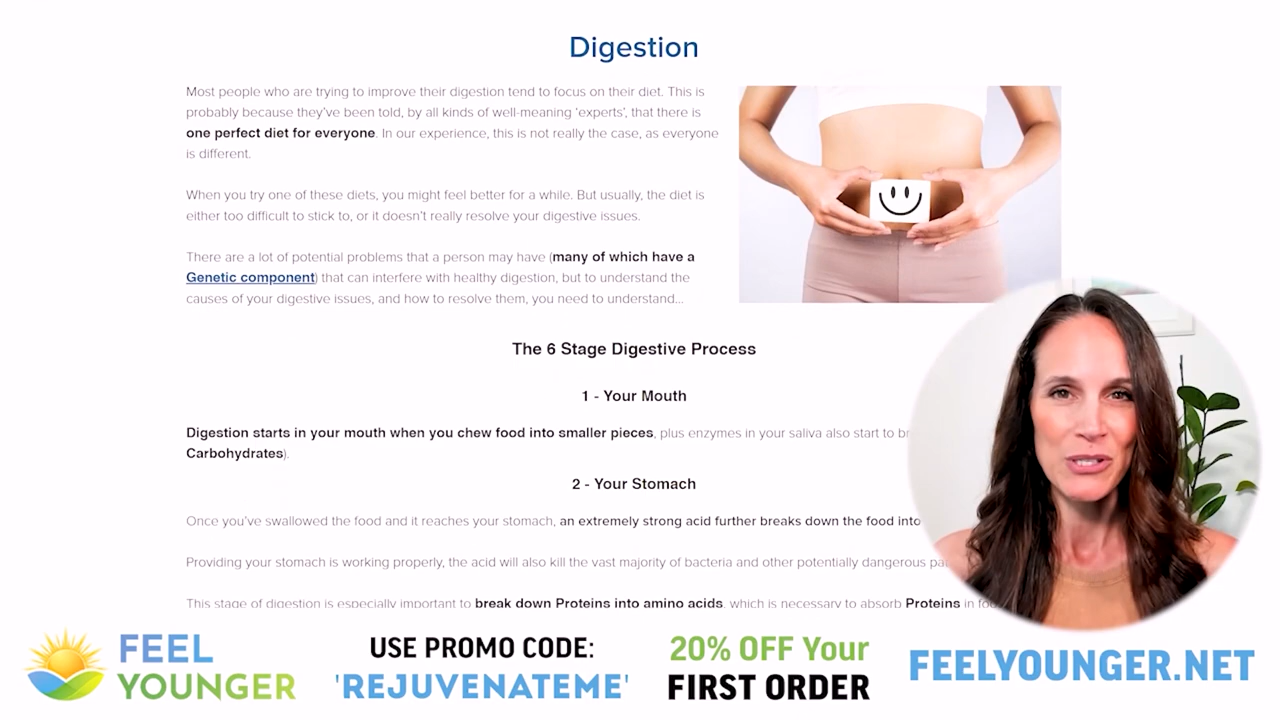 Digestion
Most people who are trying to improve their digestion tend to focus on their diet. This is
probably because they've been told, by all kinds of well-meaning 'experts', that there is
one perfect diet for everyone. In our experience, this is not really the case, as everyone
is different.
When you try one of these diets, you might feel better for a while. But usually, the diet is
either too difficult to stick to, or it doesn't really resolve your digestive issues.
There are a lot of potential problems that a person may have (many of which have a
Genetic component) that can interfere with healthy digestion, but to understand the
causes of your digestive issues, and how to resolve them, you need to understand...
The 6 Stage Digestive Process
1 - Your Mouth
Digestion starts in your mouth when you chew food into smaller pieces, plus enzymes in your saliva also start to
Carbohydrates).
2 - Your Stomach
Once you've swallowed the food and it reaches your stomach, an extremely strong acid further breaks down the food into
Providing your stomach is working properly, the acid will also kill the vast majority of bacteria and other potentially dangerous
This stage of digestion is especially important to break down Proteins into amino acids, which is necessary to absorb Proteins in
FEEL
YOUNGER
USE PROMO CODE:
'REJUVENATEME'
20% OFF Your
FIRST ORDER
FEELYOUNGER.NET